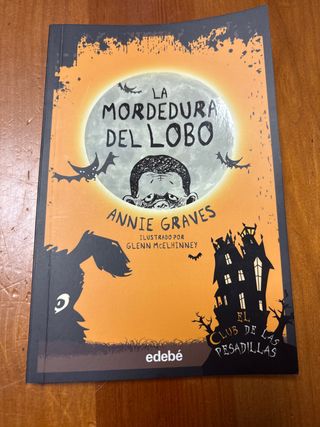 LA
MORDEDURA
DEL LOBO
ANNIE GRAVES
ILUSTRADO POR
GLENN McELHINNEY
EL
CLUB DE LAS
PESADILLAS
edebé